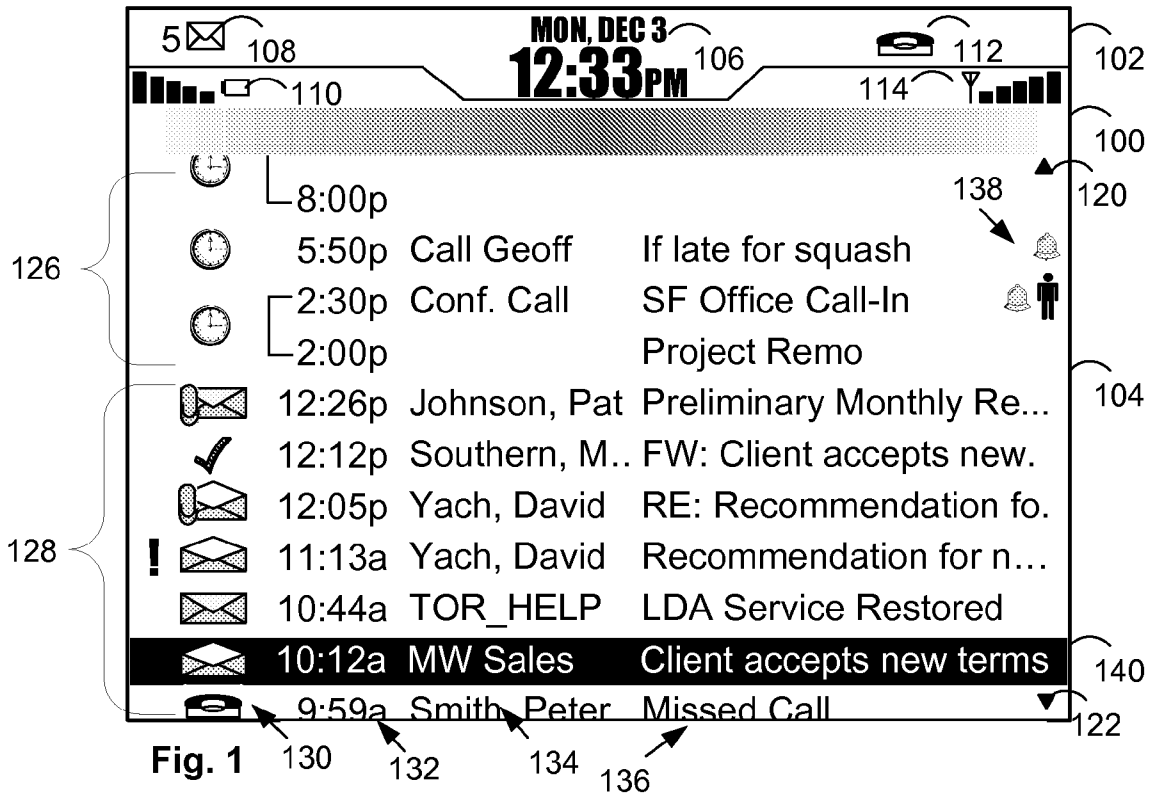 5 108 MON, DEC 3 106 112 102
12:33PM
110 114
100
120
8:00p 138
5:50p Call Geoff If late for squash
126
2:30p Conf. Call SF Office Call-In
2:00p Project Remo
104
12:26p Johnson, Pat Preliminary Monthly Re...
12:12p Southern, M.. FW: Client accepts new.
12:05p Yach, David RE: Recommendation fo.
128
! 11:13a Yach, David Recommendation for n...
10:44a TOR_HELP LDA Service Restored
10:12a MW Sales Client accepts new terms 140
9:59a Smith, Peter Missed Call 122
Fig. 1 130 132 134 136